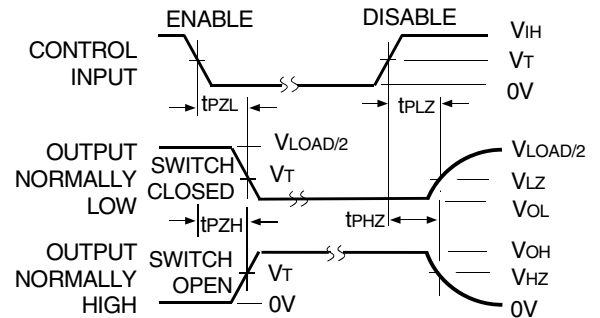 ENABLE DISABLE
CONTROL INPUT
VIH
VT
0V
tPZL tPLZ
OUTPUT NORMALLY LOW
SWITCH CLOSED
VLOAD/2
VT
VLOAD/2
VLZ
VOL
tPZH tPHZ
OUTPUT NORMALLY HIGH
SWITCH OPEN
VT
0V
VOH
VHZ
0V